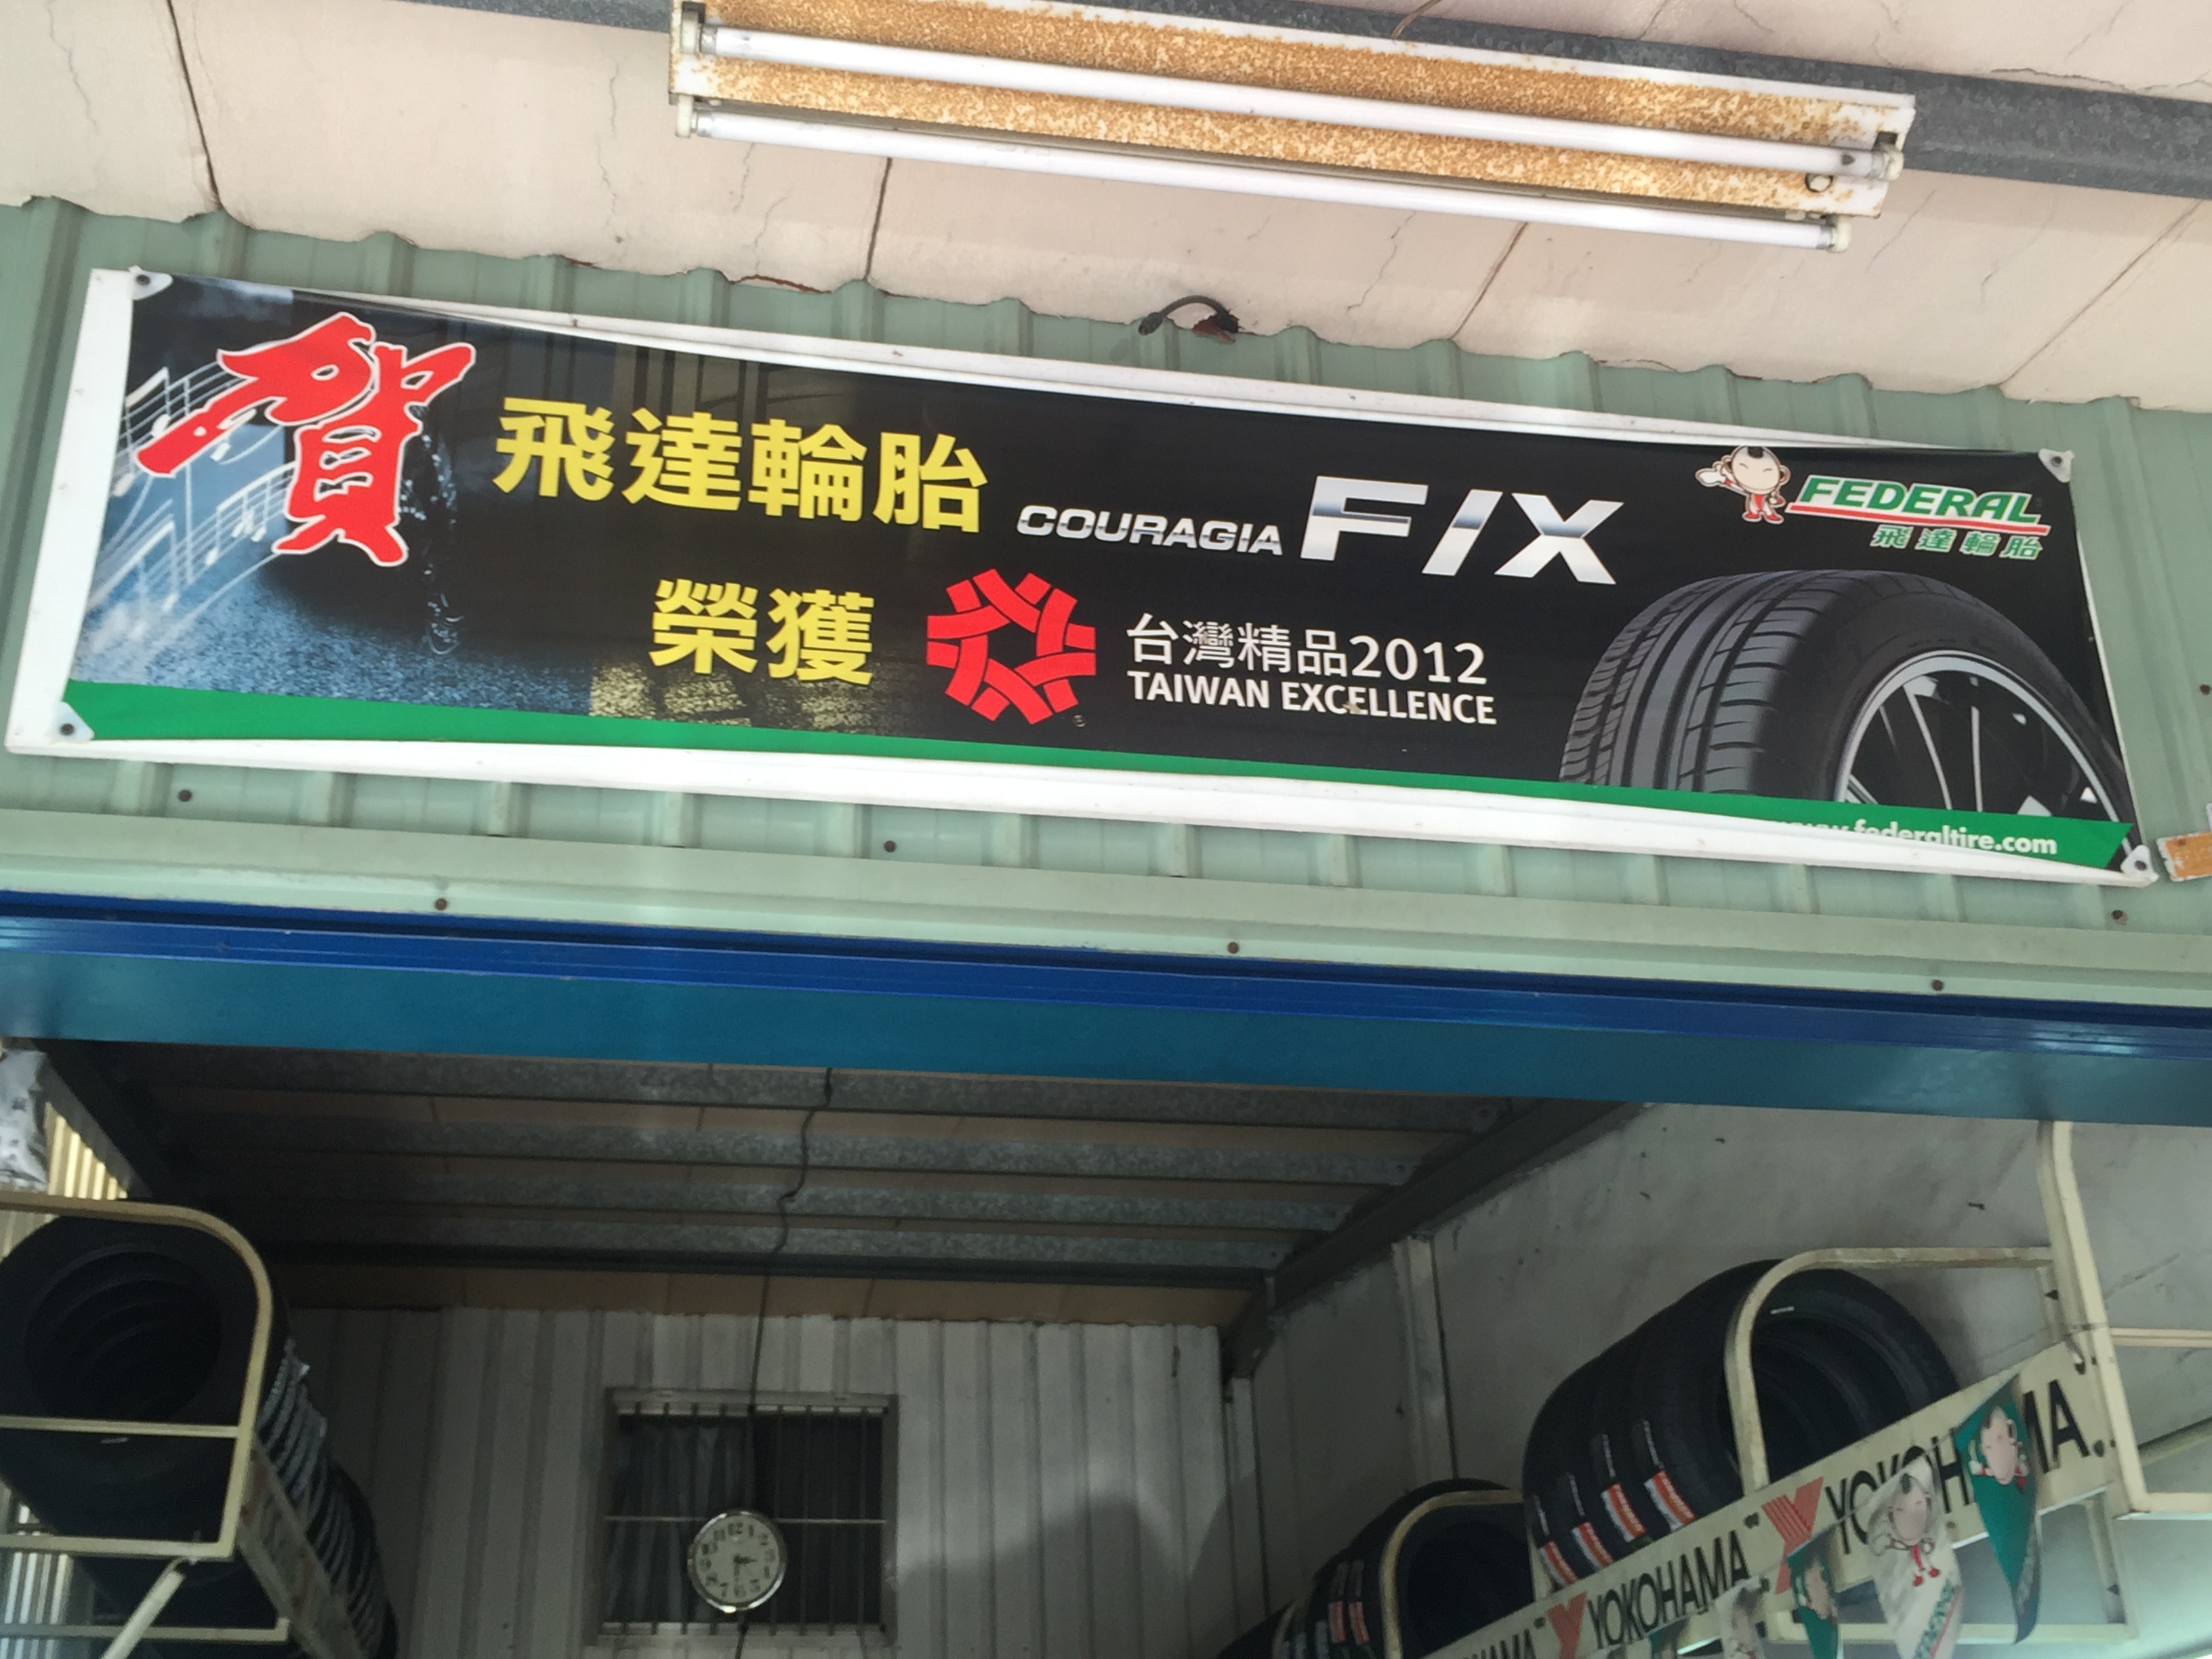 賀
飛達輪胎 COURAGIA F/X
榮獲
台灣精品2012
TAIWAN EXCELLENCE
FEDERAL
飛達輪胎
www.federaltire.com
YOKOHAMA
YOKOHAMA